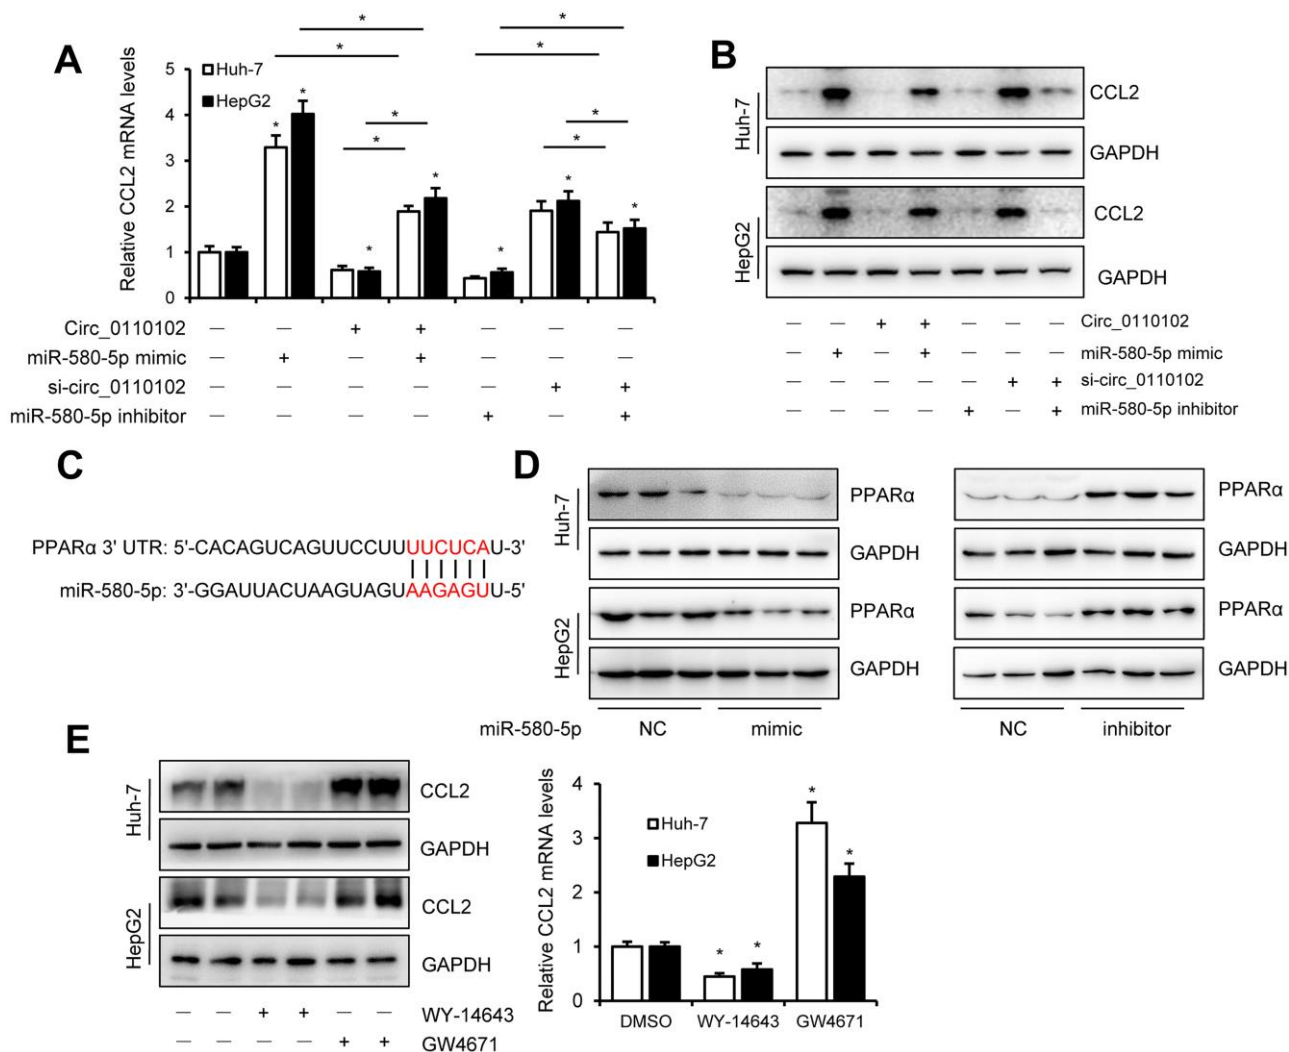 A
* *
* *
Relative CCL2 mRNA levels
5
4
3
2
1
0
Huh-7
HepG2
* * * * * * * * * * *
Circ_0110102 — — + + — — —
miR-580-5p mimic — + — + — — —
si-circ_0110102 — — — — — + +
miR-580-5p inhibitor — — — — + — +
B
Huh-7
CCL2
GAPDH
HepG2
CCL2
GAPDH
— — + + — — — Circ_0110102
— + — + — — — miR-580-5p mimic
— — — — — + + si-circ_0110102
— — — — + — + miR-580-5p inhibitor
C
PPARα 3' UTR: 5'-CACAGUCAGUUCCUUUUCUCAU-3'
miR-580-5p: 3'-GGAUUACUAAGUAGUAAGAGUU-5'
D
Huh-7
PPARα
GAPDH
HepG2
PPARα
GAPDH
PPARα
GAPDH
PPARα
GAPDH
miR-580-5p NC mimic NC inhibitor
E
Huh-7
CCL2
GAPDH
HepG2
CCL2
GAPDH
— — + + — — WY-14643
— — — — + + GW4671
Relative CCL2 mRNA levels
4
3
2
1
0
Huh-7
HepG2
* * * *
DMSO WY-14643 GW4671